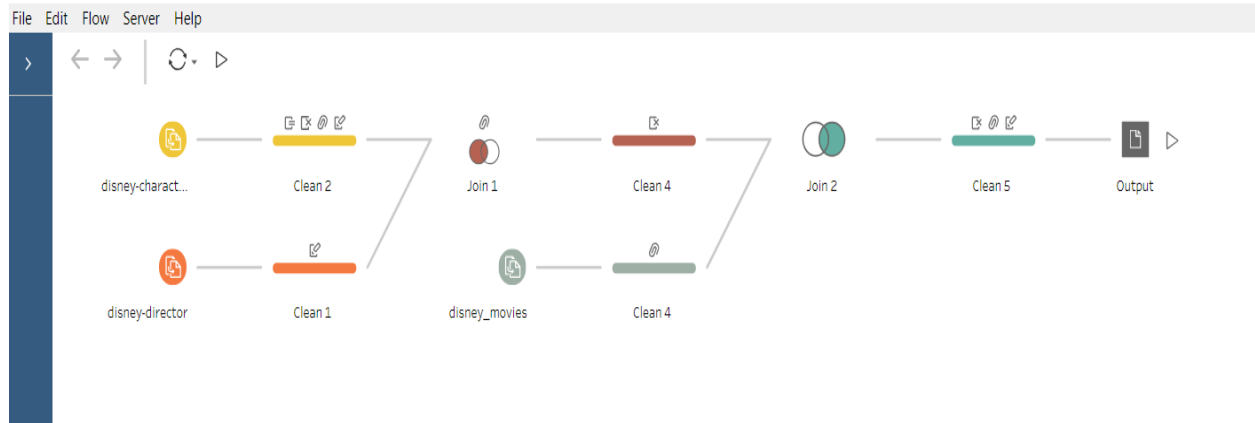 File Edit Flow Server Help
disney-charact... Clean 2 Join 1 Clean 4 Join 2 Clean 5 Output
disney-director Clean 1 disney_movies Clean 4